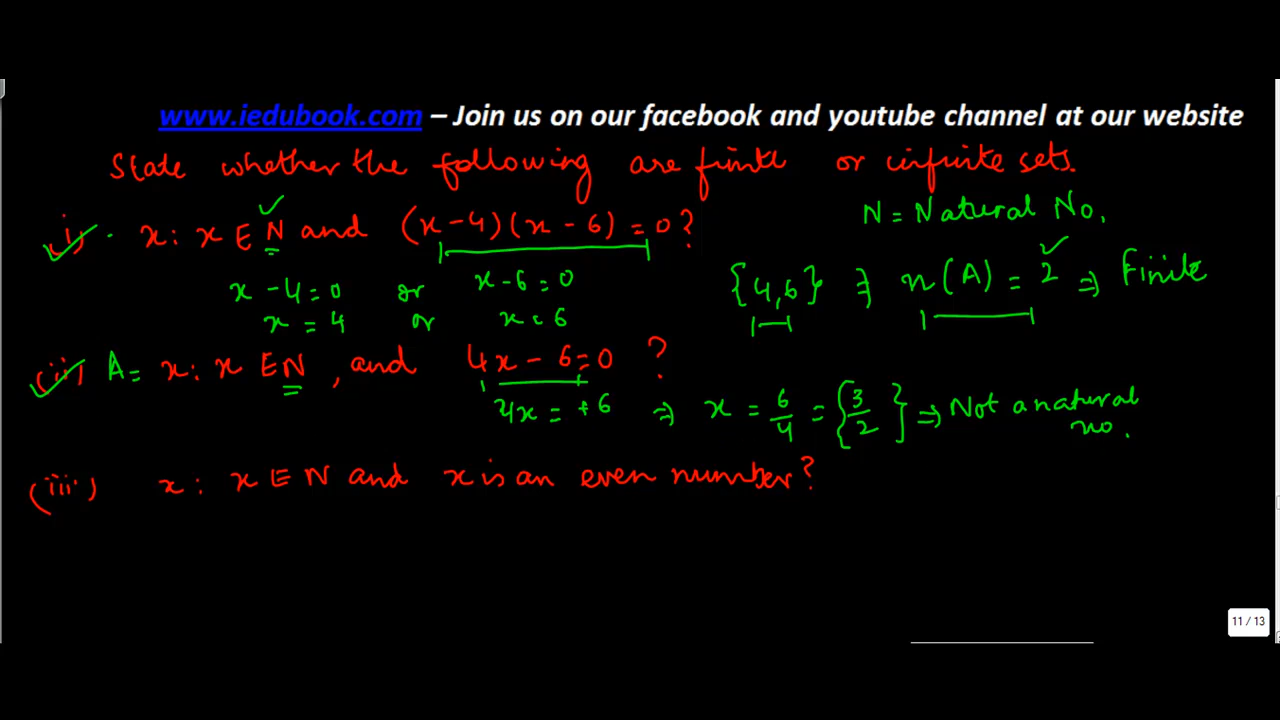 www.iedubook.com – Join us on our facebook and youtube channel at our website
State whether the following are finite or infinite sets.
N = Natural No.
(i) x : x ∈ N and (x – 4) (x – 6) = 0 ?
x – 4 = 0 or x – 6 = 0
{4,6} ⇒ n(A) = 2 ⇒ Finite
x = 4 or x = 6
(ii) A = x : x ∈ N , and 4x – 6 = 0 ?
4x = +6 ⇒ x = 6/4 = {3/2} ⇒ Not a natural
no.
(iii) x : x ∈ N and x is an even number ?
11 / 13